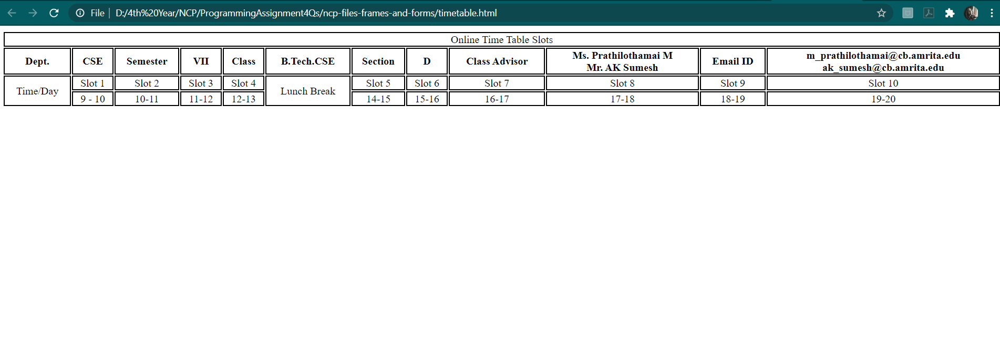 File | D:/4th%20Year/NCP/ProgrammingAssignment4Qs/ncp-files-frames-and-forms/timetable.html
Online Time Table Slots
Dept. CSE Semester VII Class B.Tech.CSE Section D Class Advisor Ms. Prathilothamai M Email ID m_prathilothamai@cb.amrita.edu
Mr. AK Sumesh ak_sumesh@cb.amrita.edu
Time/Day Slot 1 Slot 2 Slot 3 Slot 4 Lunch Break Slot 5 Slot 6 Slot 7 Slot 8 Slot 9 Slot 10
9 - 10 10-11 11-12 12-13 14-15 15-16 16-17 17-18 18-19 19-20